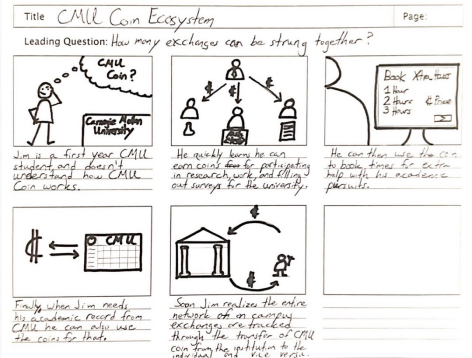 Title CMU Coin Ecosystem Page:
Leading Question: How many exchanges can be strung together?
CMU
Coin?
Carnegie Mellon
University
Book Xtra Hours
1 Hour
2 Hours ₵ Price
3 Hours
Jim is a first year CMU
student, and doesn't
understand how CMU
Coin works.
He quickly learns he can
earn coins for participating
in research, work, and filling
out surveys for the university.
He can then use the coin
to book times for extra
help with his academic
pursuits.
CMU
Finally, when Jim needs
his academic record from
CMU he can also use
the coins for that.
Soon Jim realizes the entire
network of on campus
exchanges are tracked
through the transfer of CMU
coin from the institution to the
individual and vice versa.